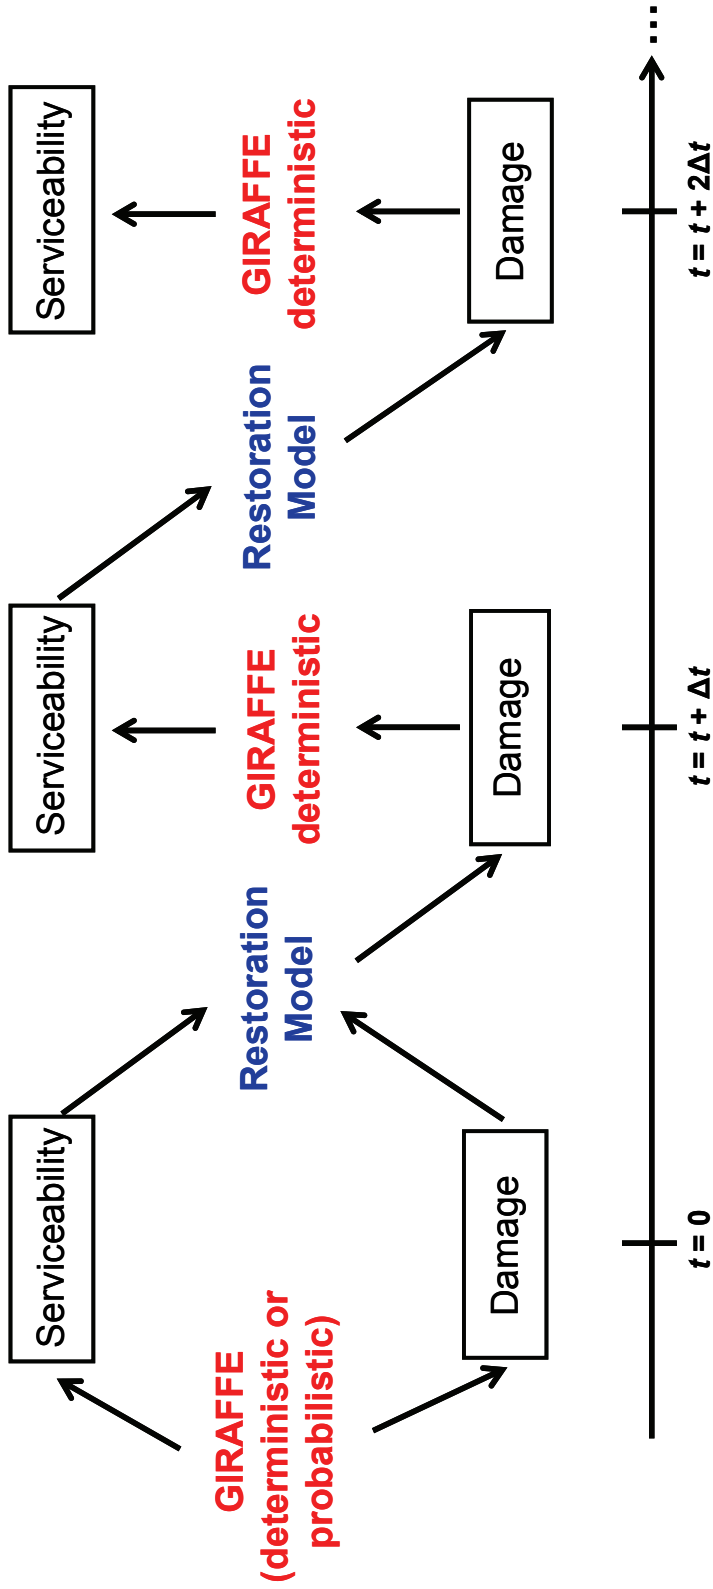 Serviceability
Serviceability
Serviceability
GIRAFFE
(deterministic or
probabilistic)
Restoration
Model
GIRAFFE
deterministic
Restoration
Model
GIRAFFE
deterministic
Damage
Damage
Damage
...
t = 0
t = t + Δt
t = t + 2Δt